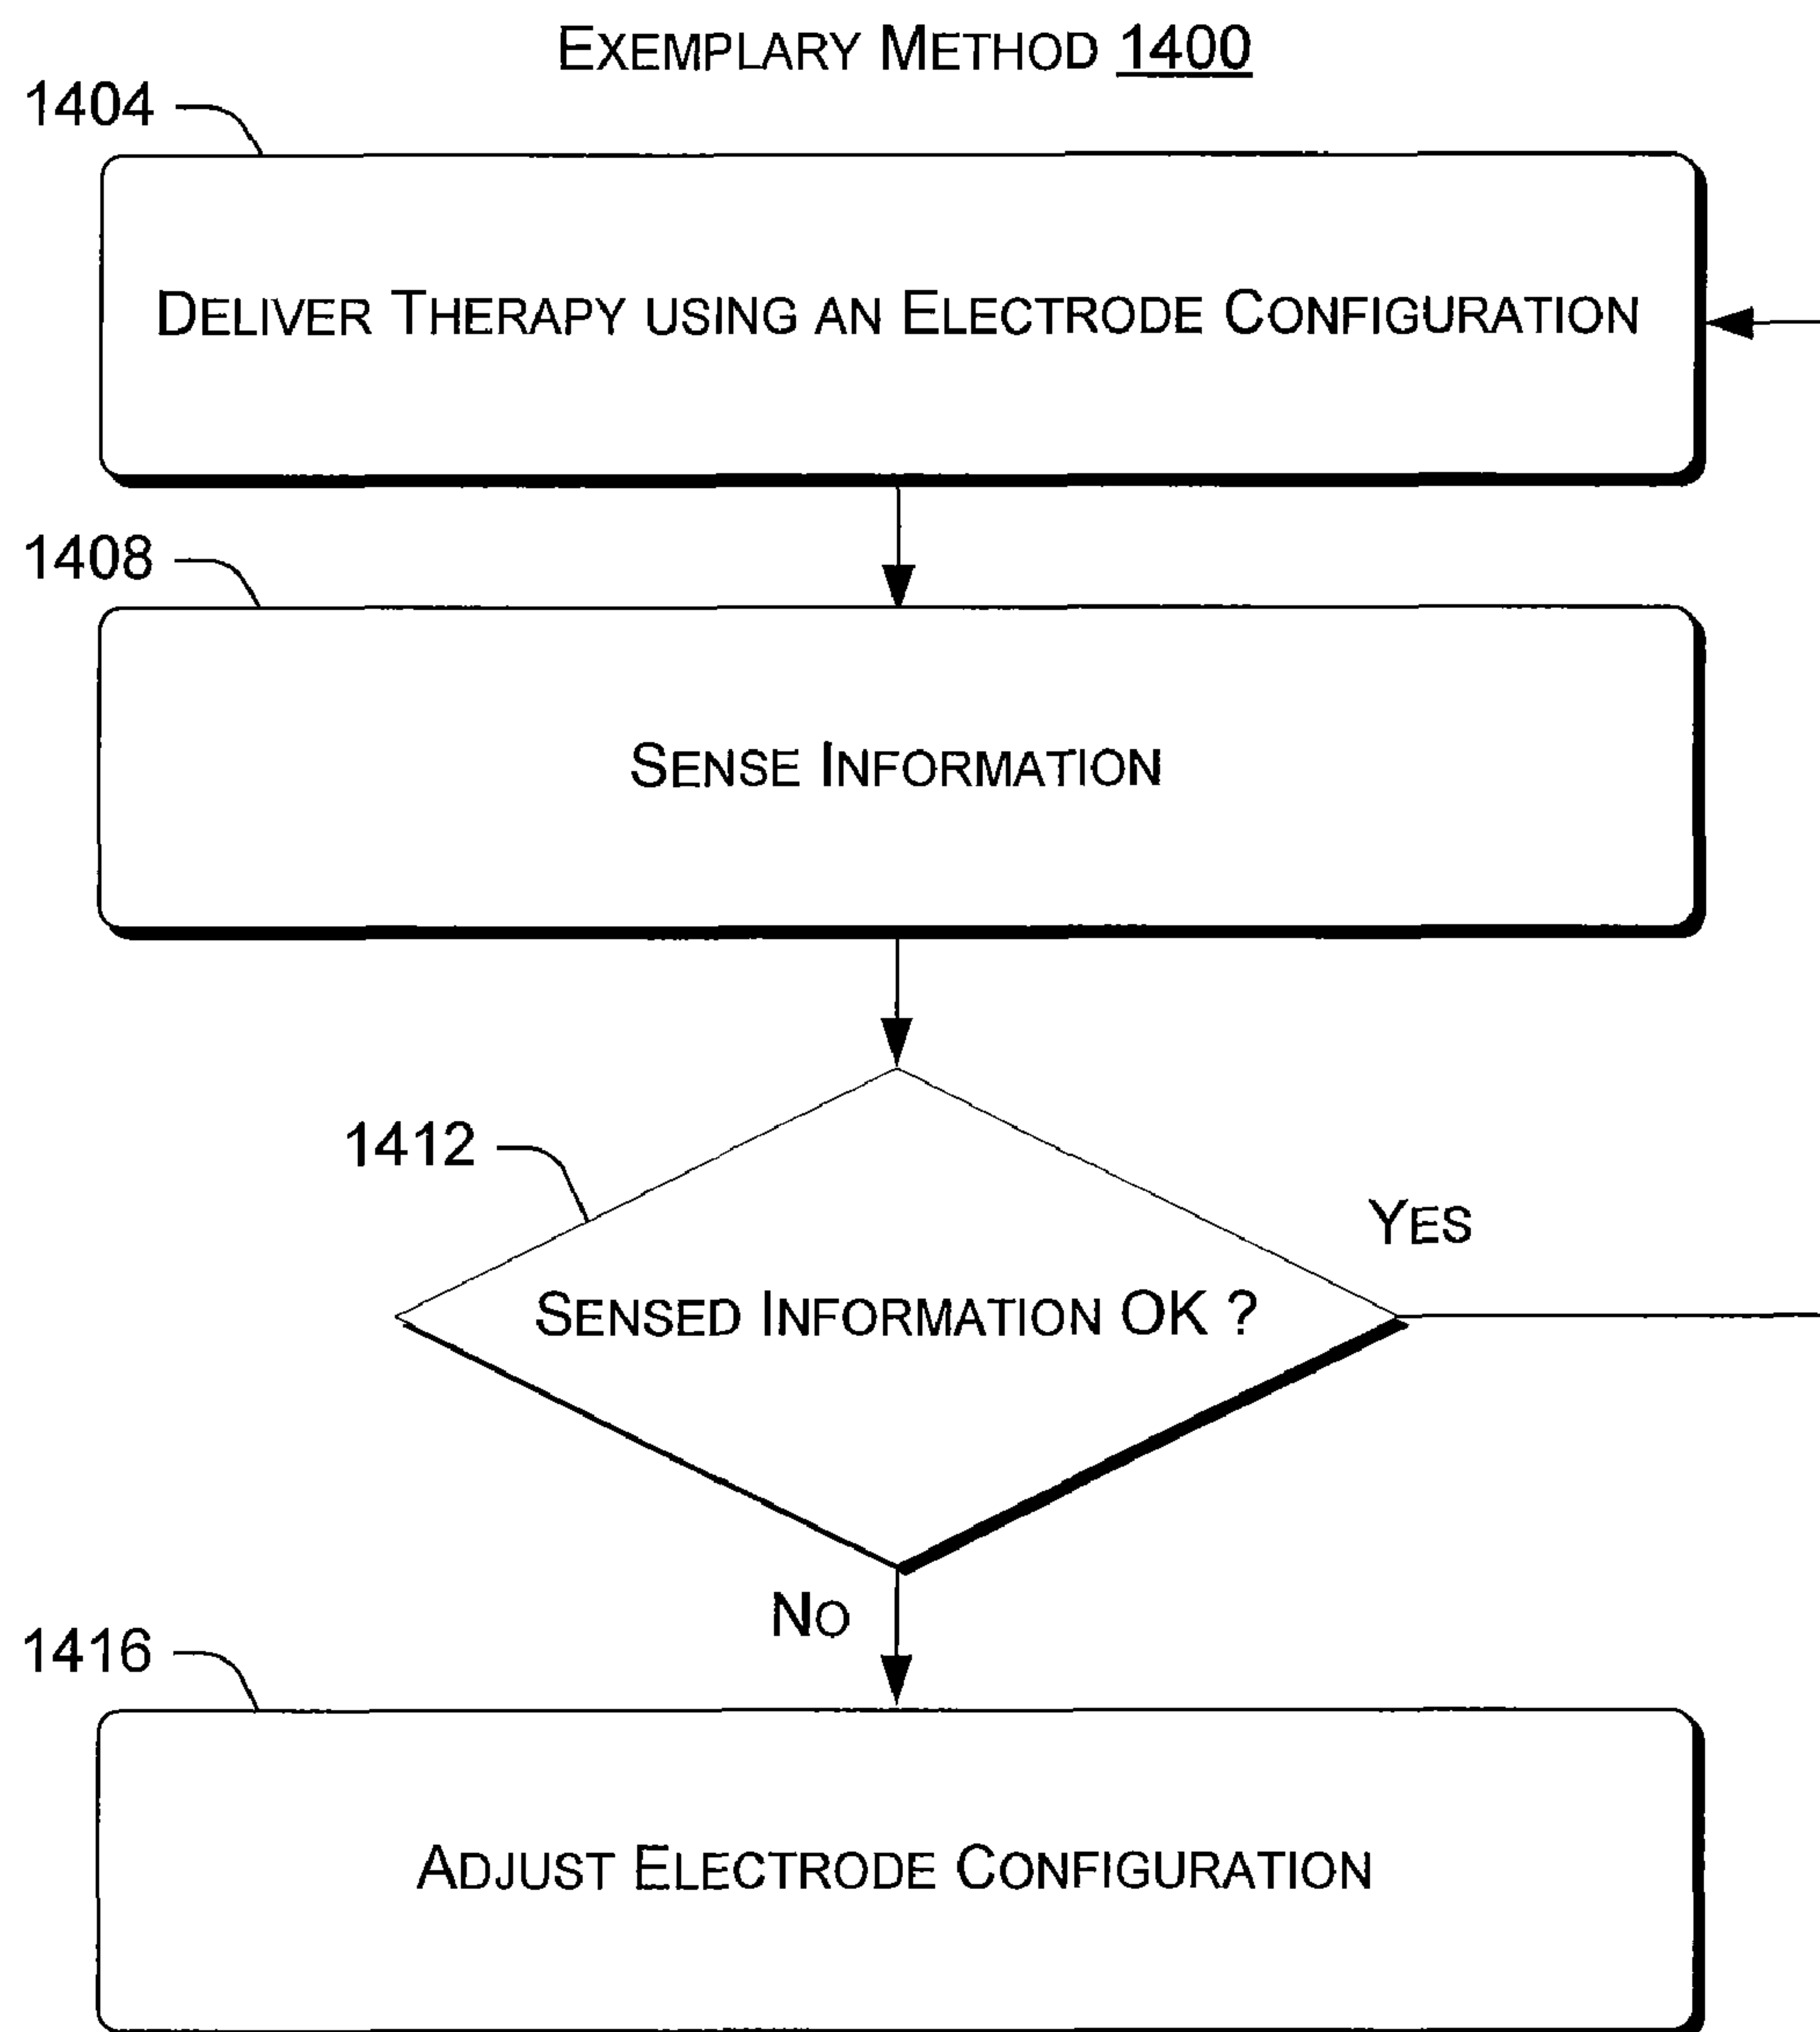 EXEMPLARY METHOD 1400
1404
DELIVER THERAPY USING AN ELECTRODE CONFIGURATION
1408
SENSE INFORMATION
1412
YES
SENSED INFORMATION OK ?
NO
1416
ADJUST ELECTRODE CONFIGURATION